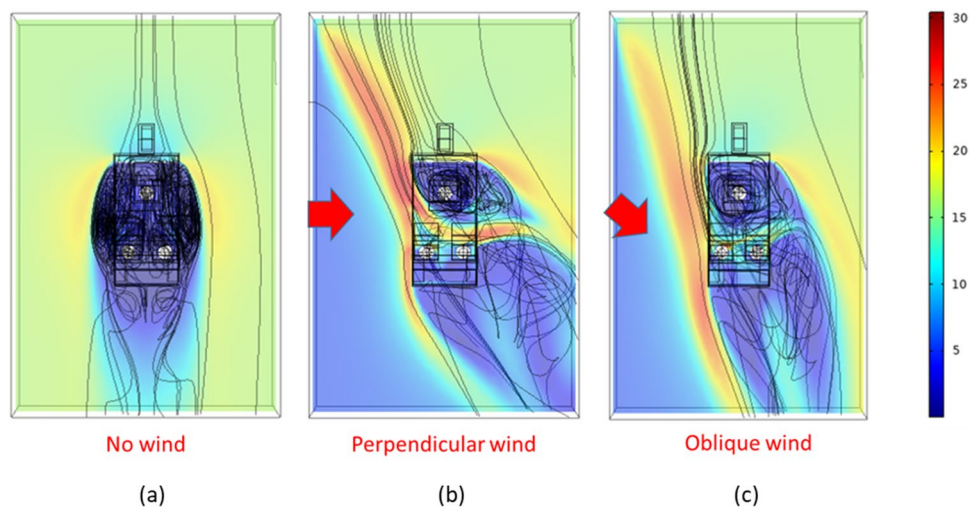 30
25
20
15
10
5
No wind
Perpendicular wind
Oblique wind
(a)
(b)
(c)